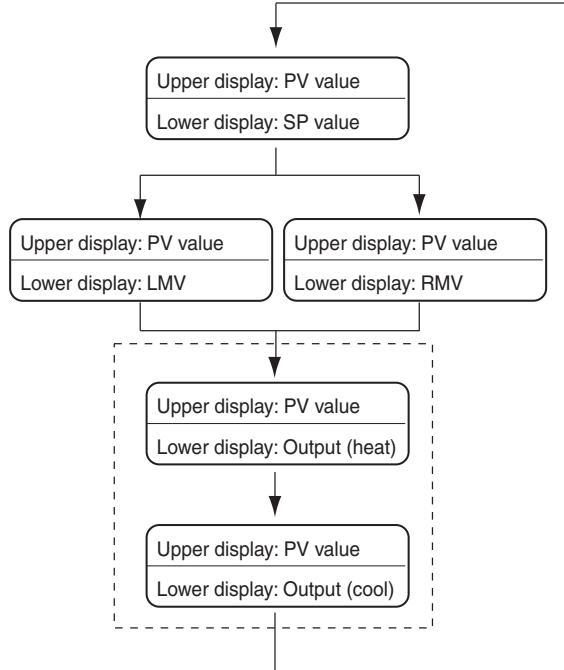 Upper display: PV value
Lower display: SP value
Upper display: PV value
Lower display: LMV
Upper display: PV value
Lower display: RMV
Upper display: PV value
Lower display: Output (heat)
Upper display: PV value
Lower display: Output (cool)